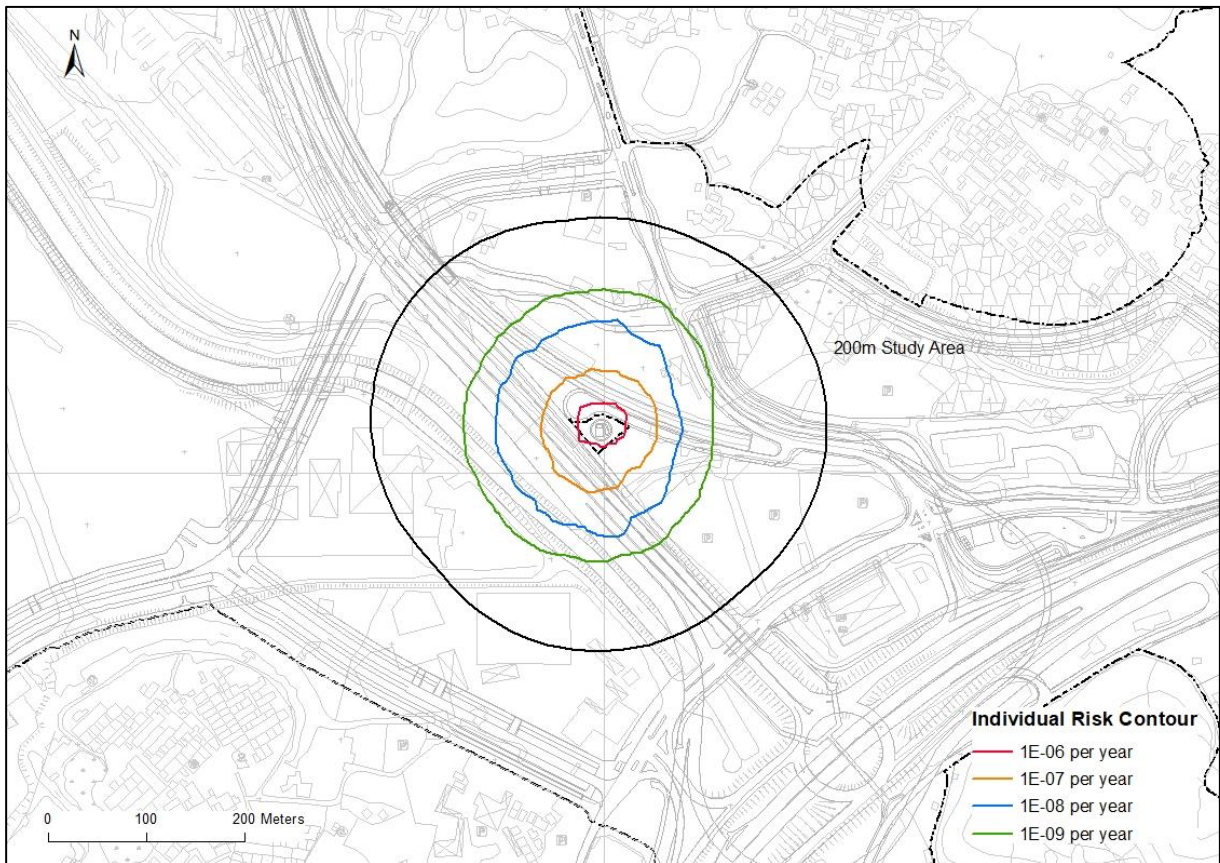 N
P
200m Study Area
P
P
P
P
Individual Risk Contour
1E-06 per year
1E-07 per year
1E-08 per year
1E-09 per year
P
P
0 100 200 Meters